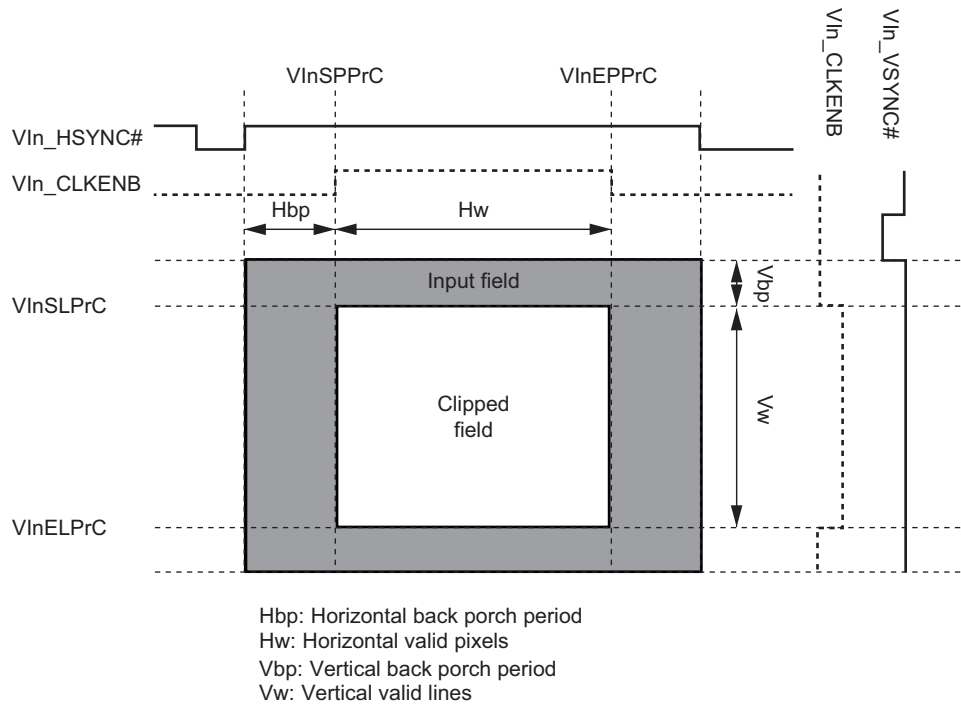 VIn_CLKENB
VIn_VSYNC#
VInSPPrC
VInEPPrC
VIn_HSYNC#
VIn_CLKENB
Hbp
Hw
Input field
Vbp
VInSLPrC
Clipped
field
Vw
VInELPrC
Hbp: Horizontal back porch period
Hw: Horizontal valid pixels
Vbp: Vertical back porch period
Vw: Vertical valid lines